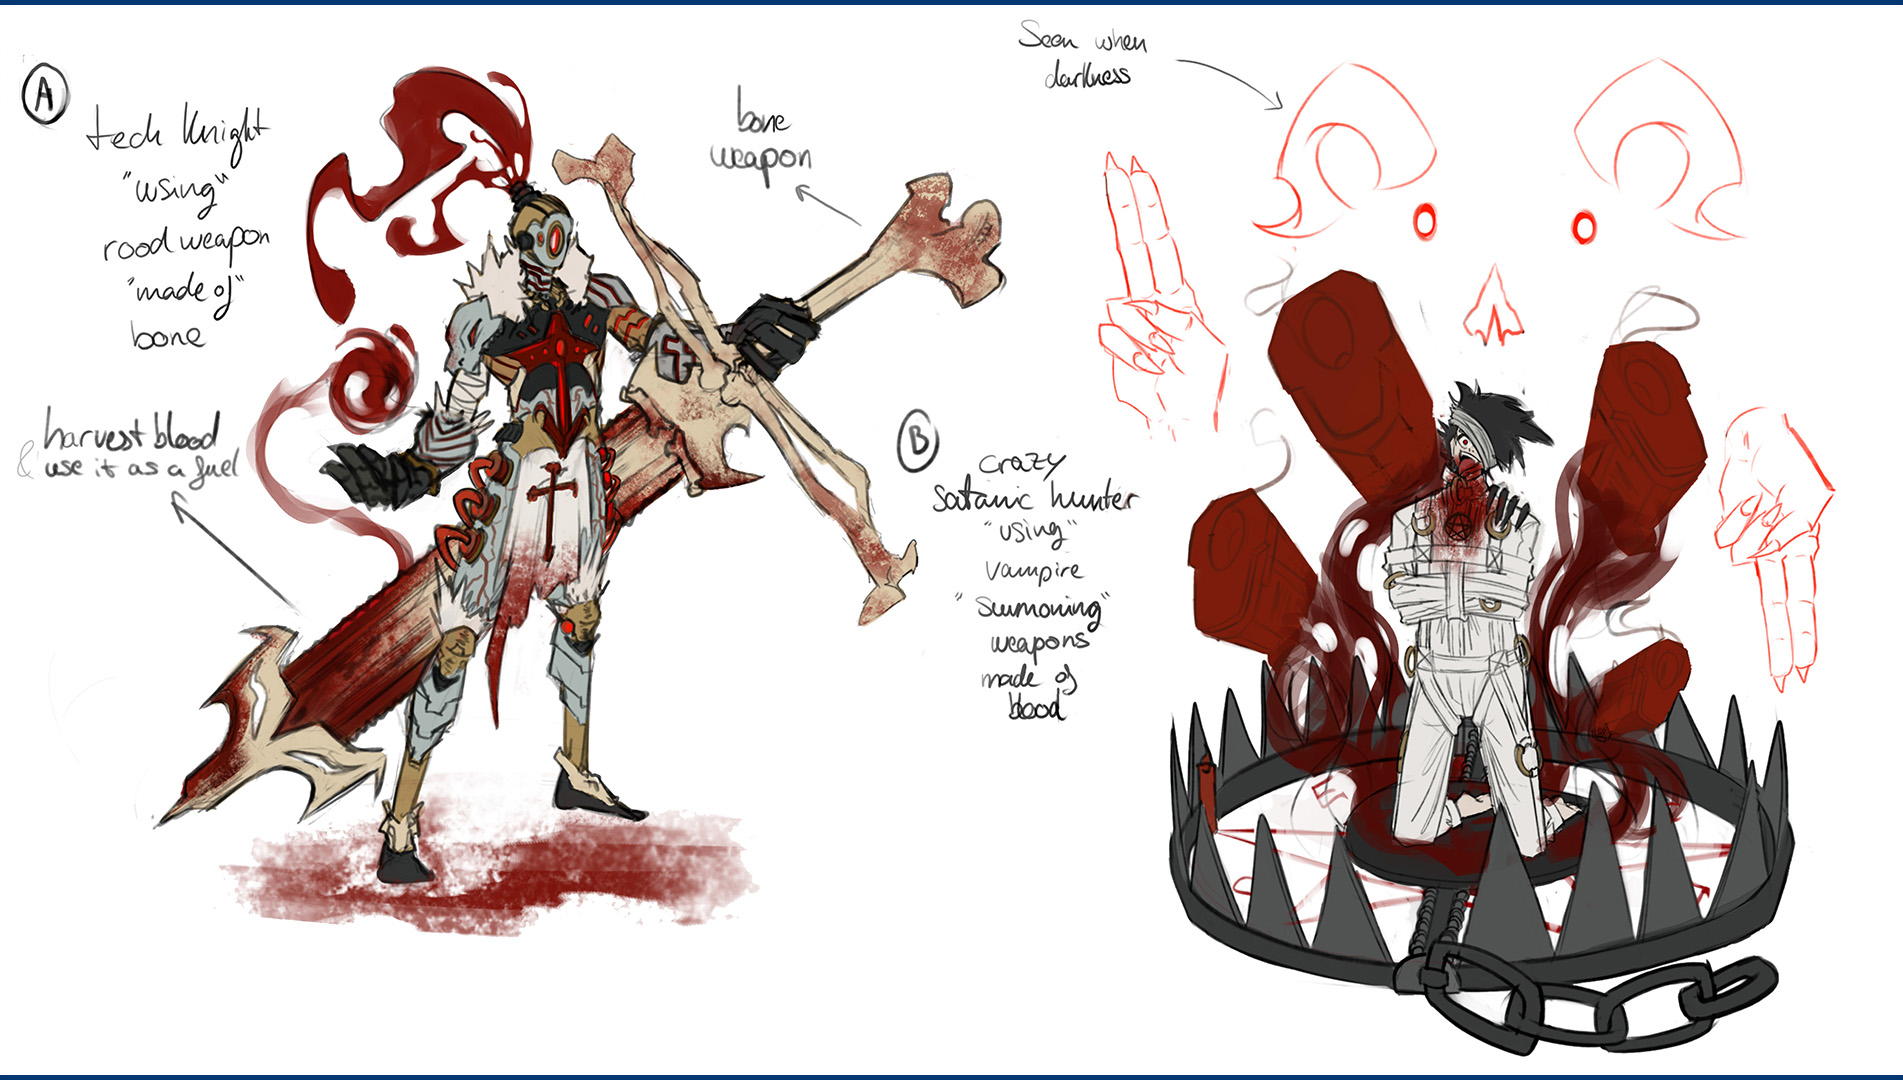 A
tech Knight
"using"
rood weapon
"made of"
bone
harvest blood
& use it as a fuel
bone
weapon
Seen when
darkness
B
crazy
Satanic hunter
"using"
vampire
"summoning"
weapons
made of
blood